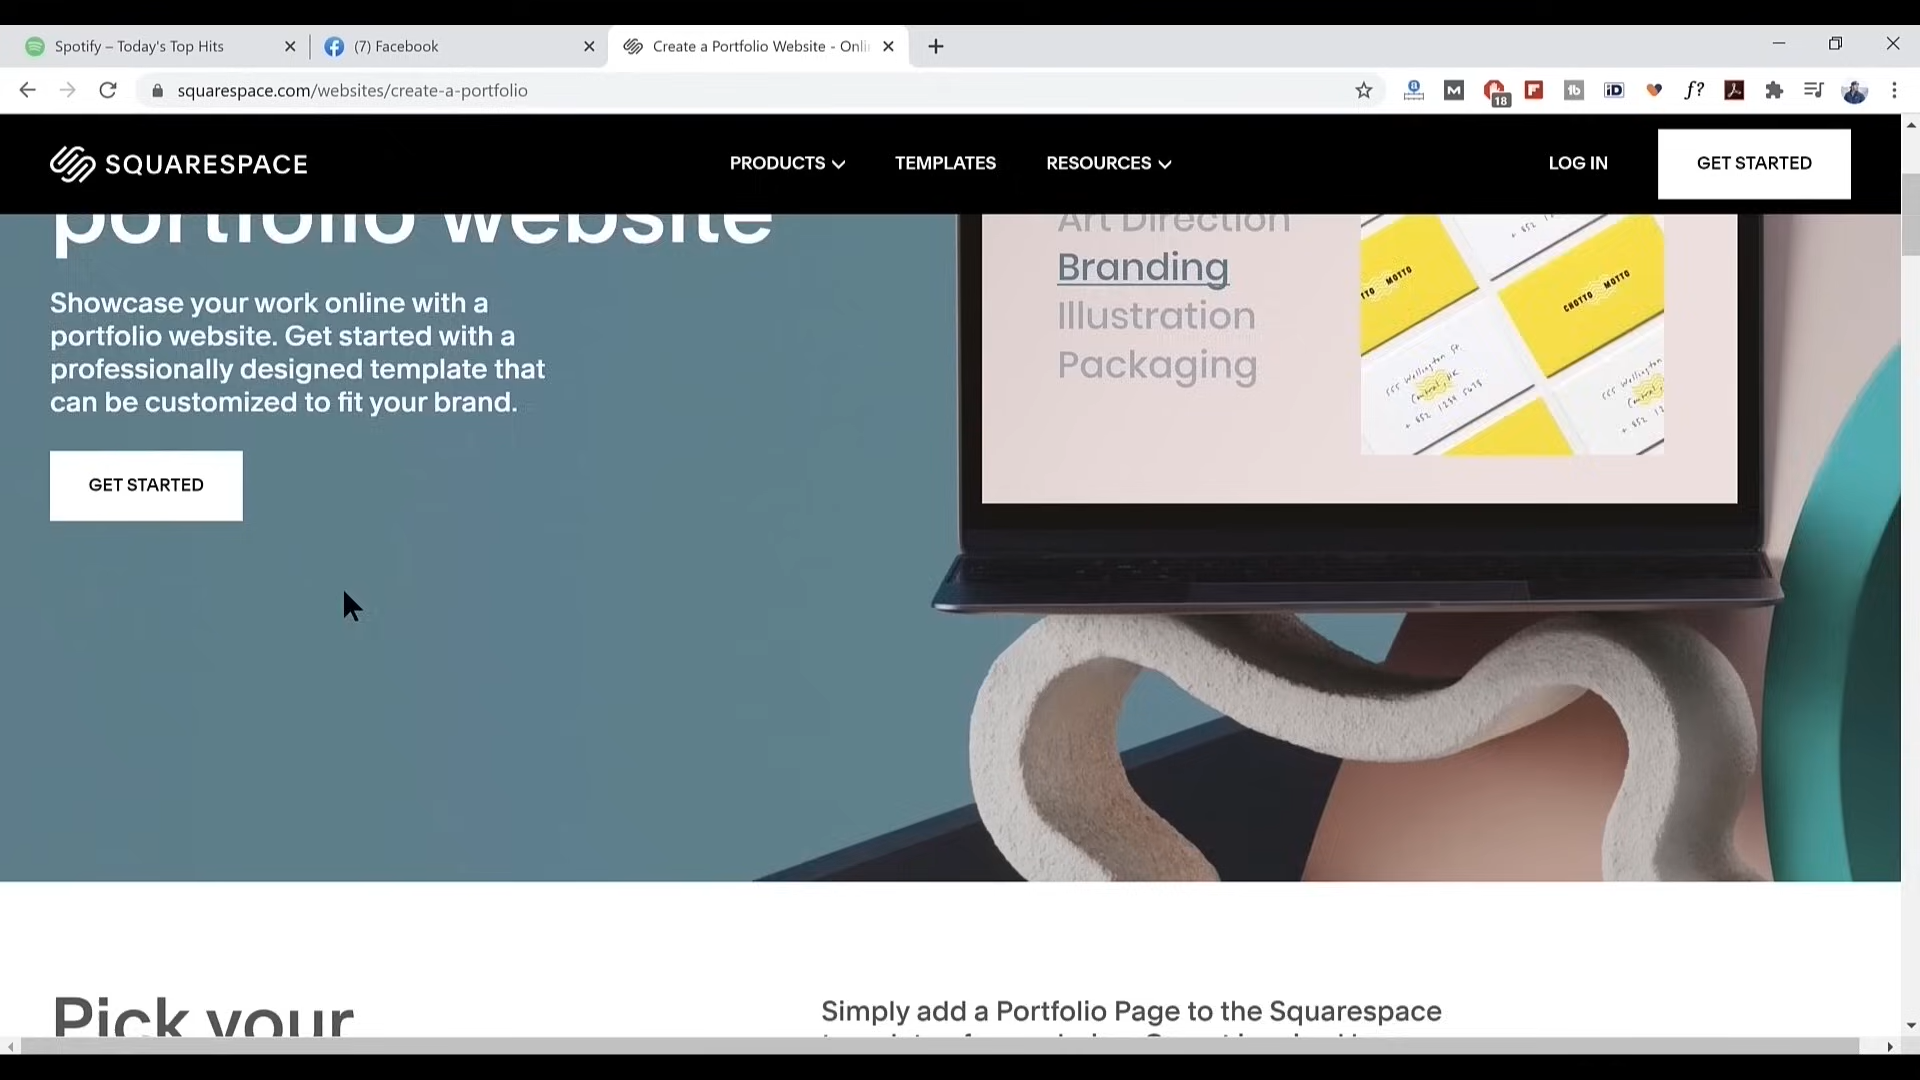 Spotify – Today's Top Hits
(7) Facebook
Create a Portfolio Website - Onli
squarespace.com/websites/create-a-portfolio
18
SQUARESPACE
PRODUCTS
TEMPLATES
RESOURCES
LOG IN
GET STARTED
portfolio website
Showcase your work online with a
portfolio website. Get started with a
professionally designed template that
can be customized to fit your brand.
GET STARTED
Art Direction
Branding
Illustration
Packaging
CHOTTO MOTTO
Pick your
Simply add a Portfolio Page to the Squarespace